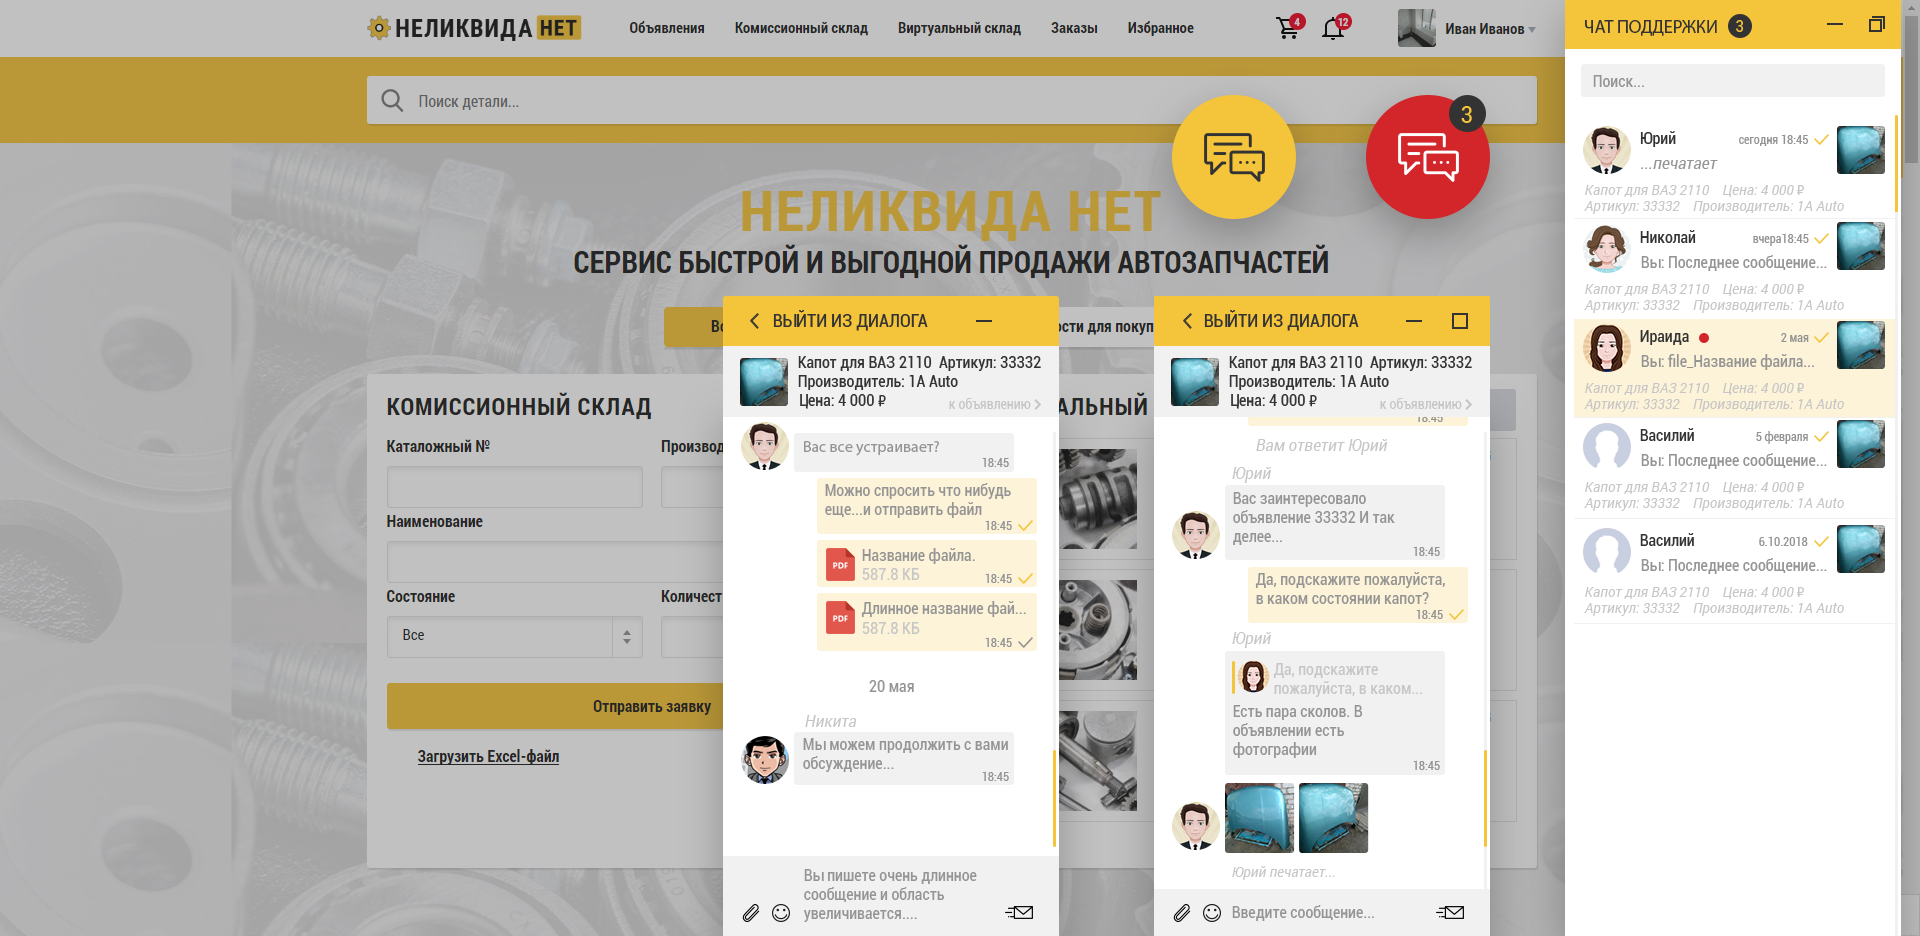 НЕЛИКВИДА НЕТ
Объявления
Комиссионный склад
Виртуальный склад
Заказы
Избранное
4
12
Иван Иванов
Поиск детали...
3
НЕЛИКВИДА НЕТ
СЕРВИС БЫСТРОЙ И ВЫГОДНОЙ ПРОДАЖИ АВТОЗАПЧАСТЕЙ
КОМИССИОННЫЙ СКЛАД
Каталожный №
Производ
Наименование
Состояние
Количест
Все
Отправить заявку
Загрузить Excel-файл
Вс
ости для покуп
АЛЬНЫЙ
ВЫЙТИ ИЗ ДИАЛОГА
Капот для ВАЗ 2110 Артикул: 33332
Производитель: 1A Auto
Цена: 4 000 ₽
к объявлению
Вас все устраивает?
18:45
Можно спросить что нибудь
еще...и отправить файл
18:45
PDF
Название файла.
587.8 КБ
18:45
PDF
Длинное название фай...
587.8 КБ
18:45
20 мая
Никита
Мы можем продолжить с вами
обсуждение...
18:45
Вы пишете очень длинное
сообщение и область
увеличивается....
ВЫЙТИ ИЗ ДИАЛОГА
Капот для ВАЗ 2110 Артикул: 33332
Производитель: 1A Auto
Цена: 4 000 ₽
к объявлению
18:45
Вам ответит Юрий
Юрий
Вас заинтересовало
объявление 33332 И так
делее...
18:45
Да, подскажите пожалуйста,
в каком состоянии капот?
18:45
Юрий
Да, подскажите
пожалуйста, в каком...
Есть пара сколов. В
объявлении есть
фотографии
18:45
Юрий печатает...
Введите сообщение...
ЧАТ ПОДДЕРЖКИ 3
Поиск...
Юрий
сегодня 18:45
...печатает
Капот для ВАЗ 2110 Цена: 4 000 ₽
Артикул: 33332 Производитель: 1A Auto
Николай
вчера18:45
Вы: Последнее сообщение...
Капот для ВАЗ 2110 Цена: 4 000 ₽
Артикул: 33332 Производитель: 1A Auto
Ираида
2 мая
Вы: file_Название файла...
Капот для ВАЗ 2110 Цена: 4 000 ₽
Артикул: 33332 Производитель: 1A Auto
Василий
5 февраля
Вы: Последнее сообщение...
Капот для ВАЗ 2110 Цена: 4 000 ₽
Артикул: 33332 Производитель: 1A Auto
Василий
6.10.2018
Вы: Последнее сообщение...
Капот для ВАЗ 2110 Цена: 4 000 ₽
Артикул: 33332 Производитель: 1A Auto